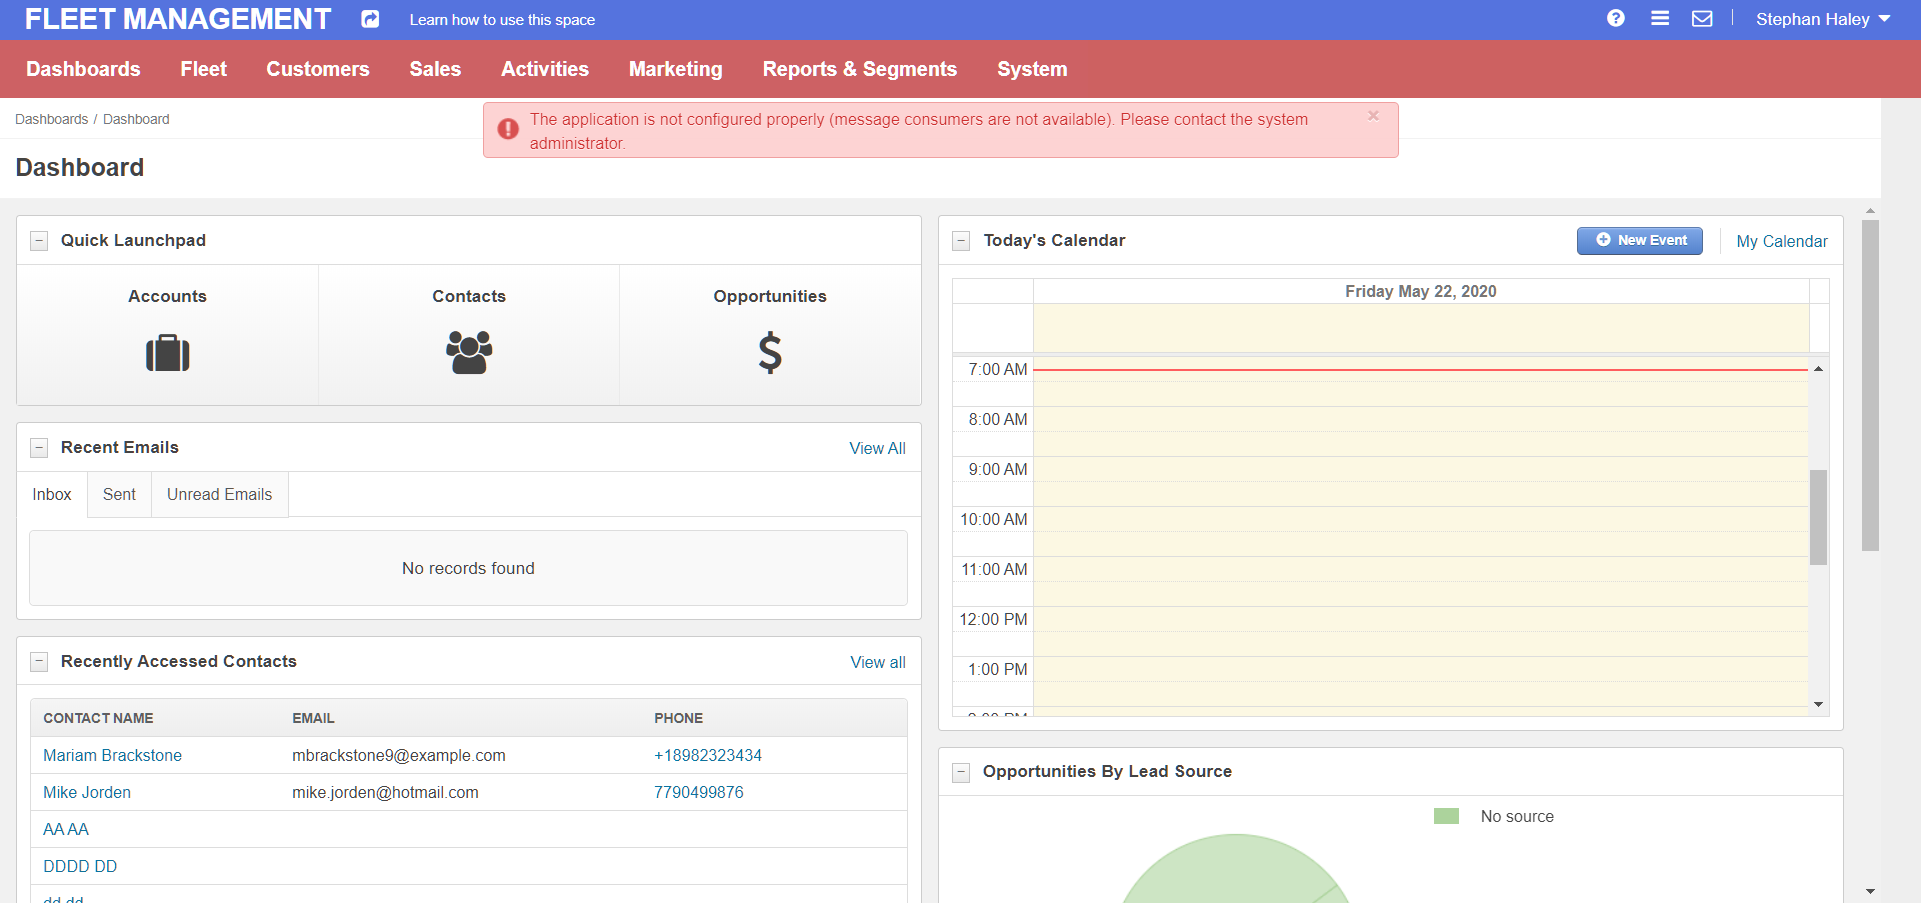 FLEET MANAGEMENT
Learn how to use this space
Stephan Haley
Dashboards Fleet Customers Sales Activities Marketing Reports & Segments System
Dashboards / Dashboard
The application is not configured properly (message consumers are not available). Please contact the system
administrator.
Dashboard
Quick Launchpad
Accounts Contacts Opportunities
Recent Emails View All
Inbox Sent Unread Emails
No records found
Recently Accessed Contacts View all
CONTACT NAME EMAIL PHONE
Mariam Brackstone mbrackstone9@example.com +18982323434
Mike Jorden mike.jorden@hotmail.com 7790499876
AA AA
DDDD DD
dd dd
Today's Calendar New Event My Calendar
Friday May 22, 2020
7:00 AM
8:00 AM
9:00 AM
10:00 AM
11:00 AM
12:00 PM
1:00 PM
Opportunities By Lead Source
No source